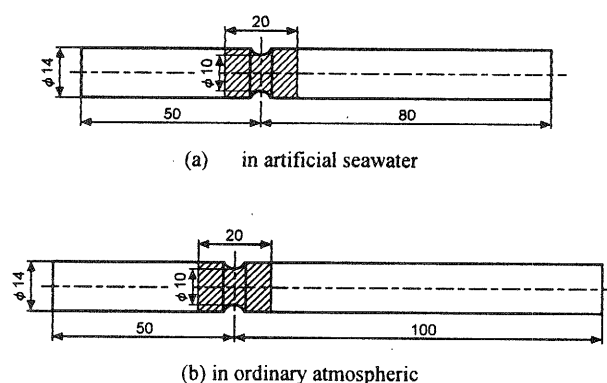 20
ϕ14
ϕ10
50
80
(a) in artificial seawater
20
ϕ14
ϕ10
50
100
(b) in ordinary atmospheric